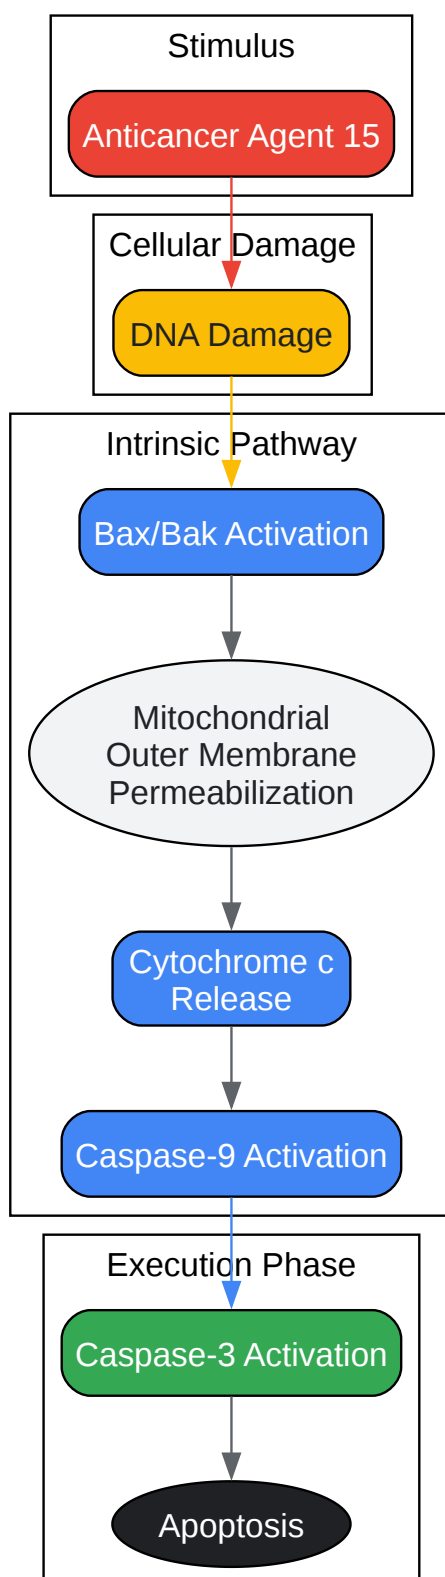 Stimulus
Anticancer Agent 15
Cellular Damage
DNA Damage
Intrinsic Pathway
Bax/Bak Activation
Mitochondrial
Outer Membrane
Permeabilization
Cytochrome c
Release
Caspase-9 Activation
Execution Phase
Caspase-3 Activation
Apoptosis